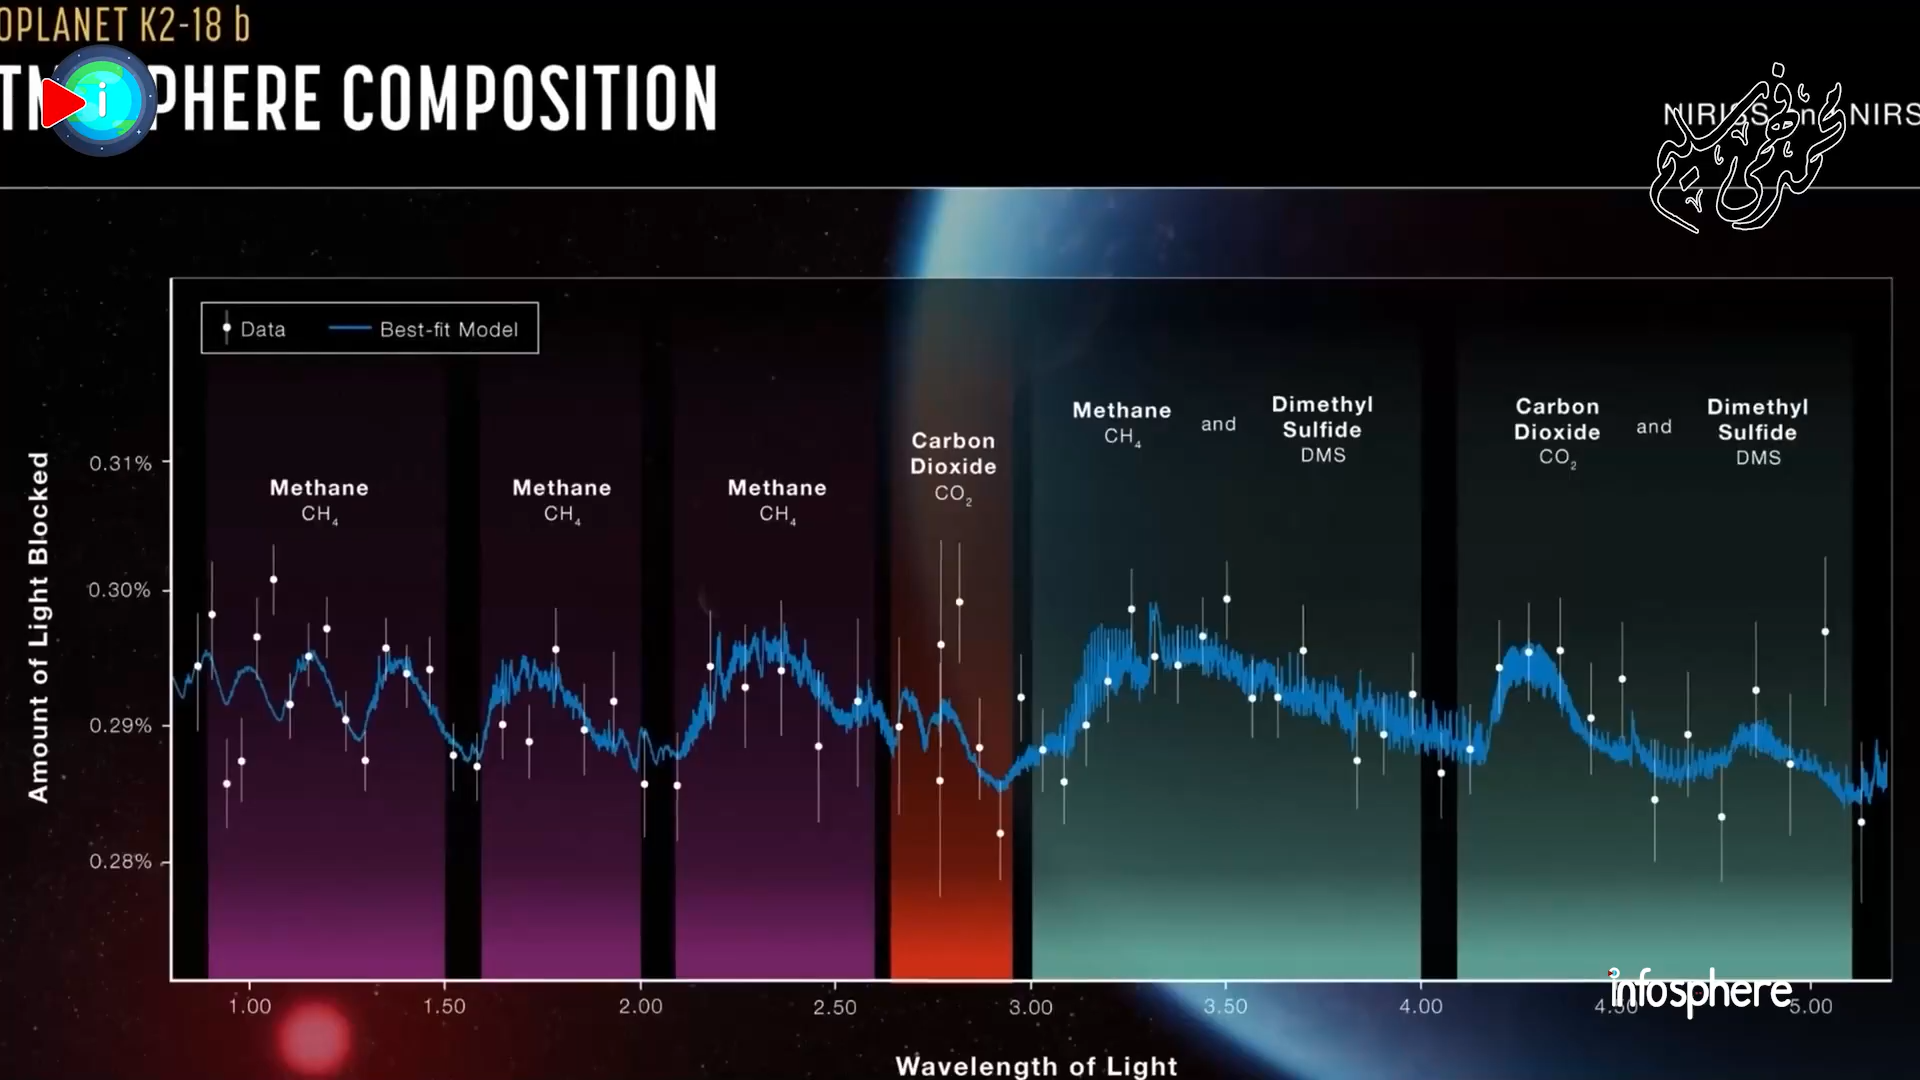 OPLANET K2-18 b
i
PHERE COMPOSITION
NIRISS
NIRS
Data
Best-fit Model
Amount of Light Blocked
0.31%
0.30%
0.29%
0.28%
Methane
CH₄
Methane
CH₄
Methane
CH₄
Carbon
Dioxide
CO₂
Methane
CH₄
and
Dimethyl
Sulfide
DMS
Carbon
Dioxide
CO₂
and
Dimethyl
Sulfide
DMS
1.00 1.50 2.00 2.50 3.00 3.50 4.00 5.00
infosphere
Wavelength of Light